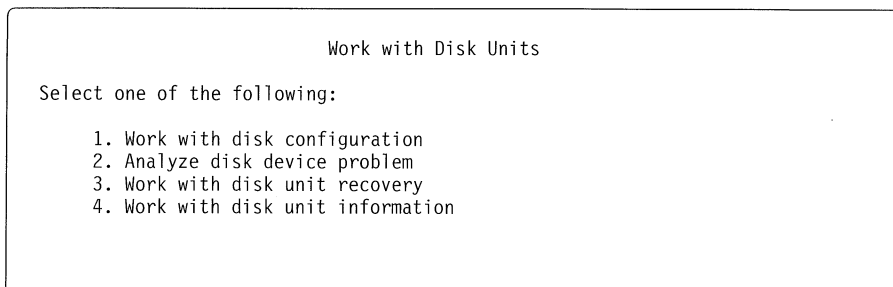 Work with Disk Units
Select one of the following:
1. Work with disk configuration
2. Analyze disk device problem
3. Work with disk unit recovery
4. Work with disk unit information